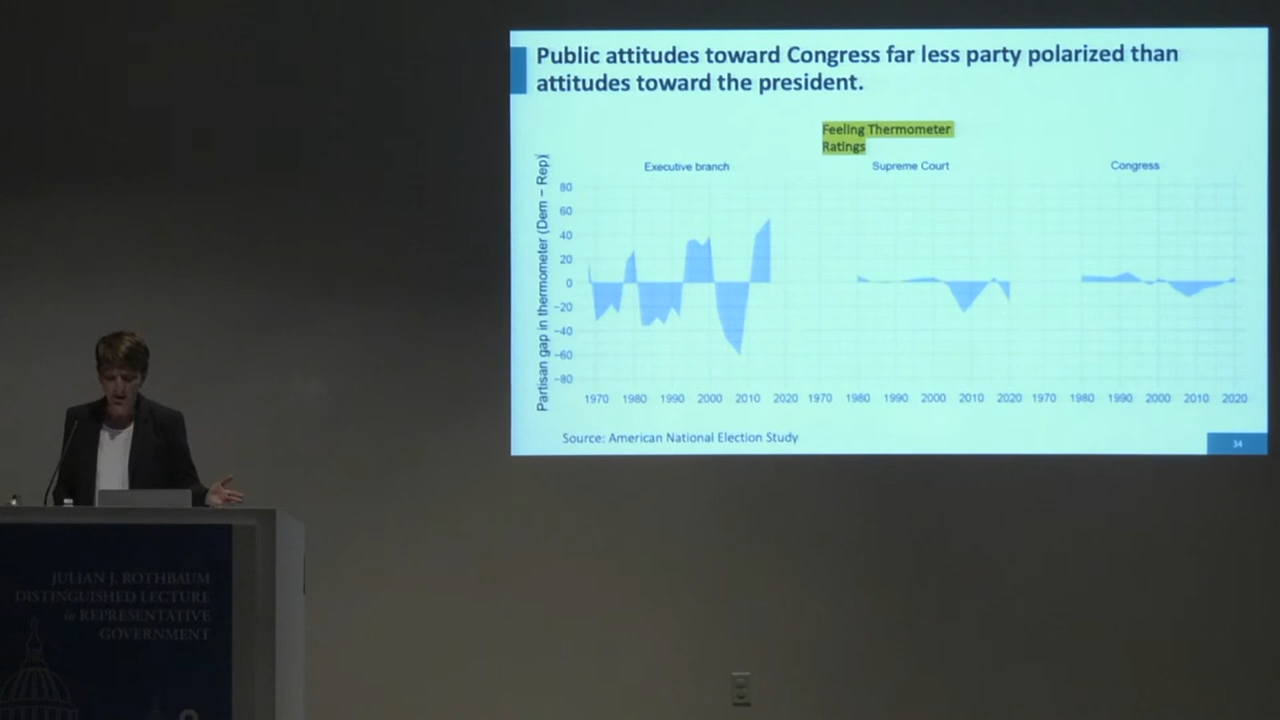 Public attitudes toward Congress far less party polarized than
attitudes toward the president.
Feeling Thermometer
Ratings
Executive branch
Supreme Court
Congress
Partisan gap in thermometer (Dem – Rep)
80
60
40
20
0
−20
−40
−60
−80
1970 1980 1990 2000 2010 2020 1970 1980 1990 2000 2010 2020 1970 1980 1990 2000 2010 2020
Source: American National Election Study
34
JULIAN J. ROTHBAUM
DISTINGUISHED LECTURE
in REPRESENTATIVE
GOVERNMENT